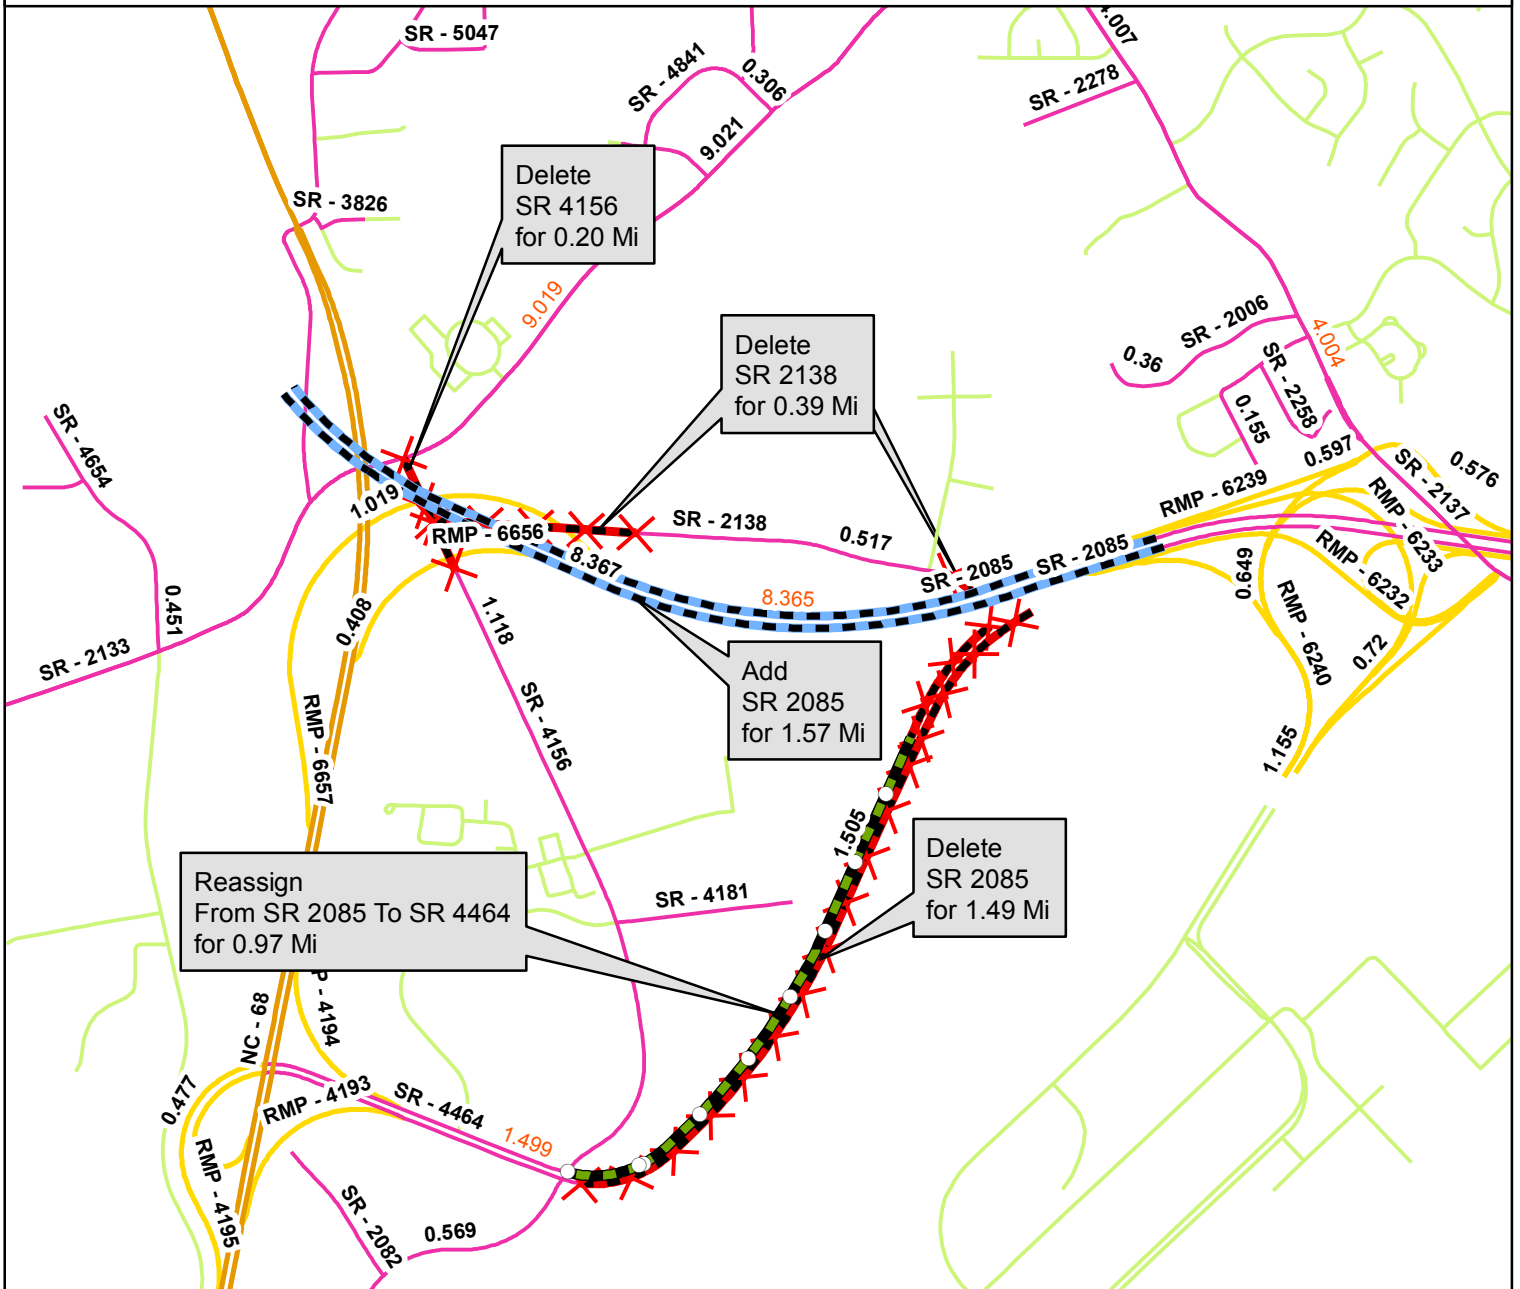 SR - 5047
4.007
SR - 4841
0.306
SR - 2278
9.021
Delete
SR 4156
for 0.20 Mi
SR - 3826
9.019
SR - 2006
4.004
Delete
SR 2138
for 0.39 Mi
0.36
SR - 2258
0.155
SR - 4654
0.597
SR - 2137
0.576
RMP - 6239
1.019
RMP - 6656
SR - 2138
0.517
RMP - 6233
8.367
SR - 2085
SR - 2085
RMP - 6232
0.649
8.365
0.451
0.408
1.118
RMP - 6240
0.72
SR - 2133
Add
SR 2085
for 1.57 Mi
SR - 4156
RMP - 6657
1.155
1.505
Delete
SR 2085
for 1.49 Mi
Reassign
From SR 2085 To SR 4464
for 0.97 Mi
SR - 4181
P - 4194
NC - 68
0.477
RMP - 4193
SR - 4464
1.499
RMP - 4195
SR - 2082
0.569